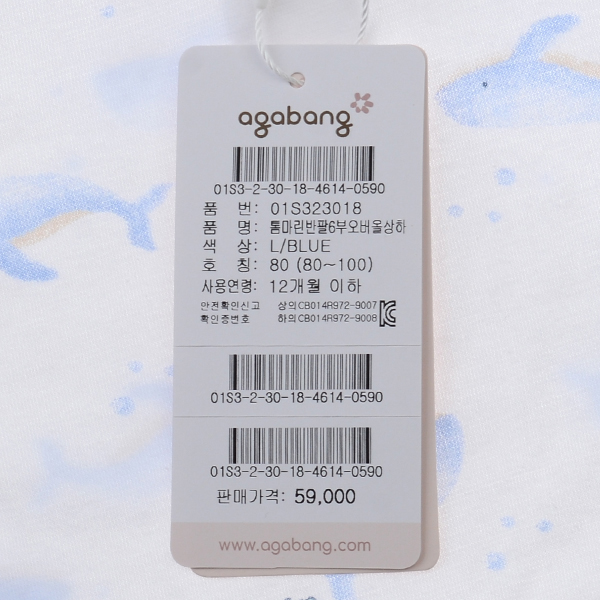 agabang
01S3-2-30-18-4614-0590
품 번: 01S323018
품 명: 톰마린반팔6부오버올상하
색 상: L/BLUE
호 칭: 80 (80~100)
사용연령: 12개월 이하
안전확인신고 상의CB014R972-9007
확인증번호 하의CB014R972-9008
01S3-2-30-18-4614-0590
01S3-2-30-18-4614-0590
판매가격: 59,000
www.agabang.com